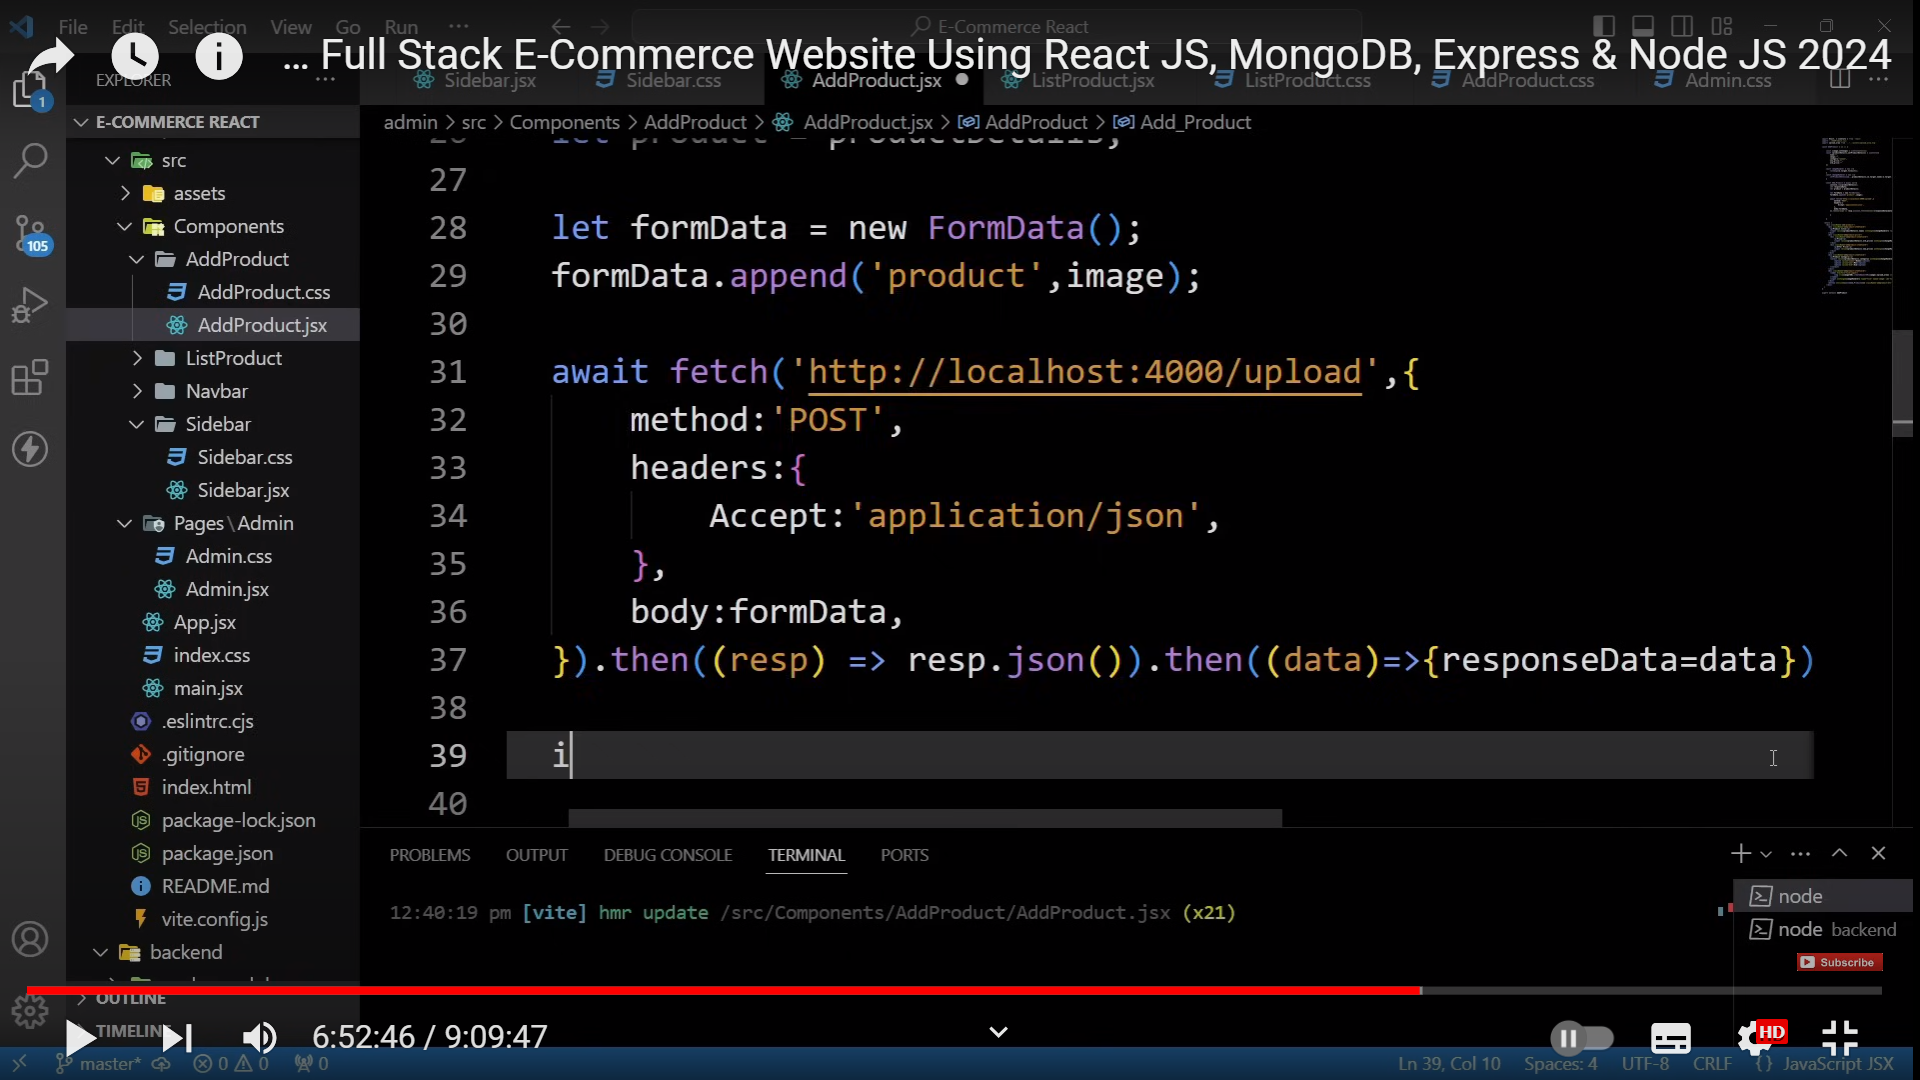 File Edit Selection View Go Run ··· E-Commerce React
... Full Stack E-Commerce Website Using React JS, MongoDB, Express & Node JS 2024
EXPLORER ···
Sidebar.jsx Sidebar.css AddProduct.jsx ListProduct.jsx ListProduct.css AddProduct.css Admin.css
1
E-COMMERCE REACT
admin > src > Components > AddProduct > AddProduct.jsx > AddProduct > Add_Product
src
assets
Components
AddProduct
AddProduct.css
AddProduct.jsx
ListProduct
Navbar
Sidebar
Sidebar.css
Sidebar.jsx
Pages\Admin
Admin.css
Admin.jsx
App.jsx
index.css
main.jsx
.eslintrc.cjs
.gitignore
index.html
package-lock.json
package.json
README.md
vite.config.js
backend
OUTLINE
TIMELINE
105
26 let product = productDetails;
27
28 let formData = new FormData();
29 formData.append('product',image);
30
31 await fetch('http://localhost:4000/upload',{
32 method:'POST',
33 headers:{
34 Accept:'application/json',
35 },
36 body:formData,
37 }).then((resp) => resp.json()).then((data)=>{responseData=data})
38
39 i
40
PROBLEMS OUTPUT DEBUG CONSOLE TERMINAL PORTS
12:40:19 pm [vite] hmr update /src/Components/AddProduct/AddProduct.jsx (x21)
node
node backend
Subscribe
6:52:46 / 9:09:47
HD
master* 0 0 0 Ln 39, Col 10 Spaces: 4 UTF-8 CRLF {} JavaScript JSX